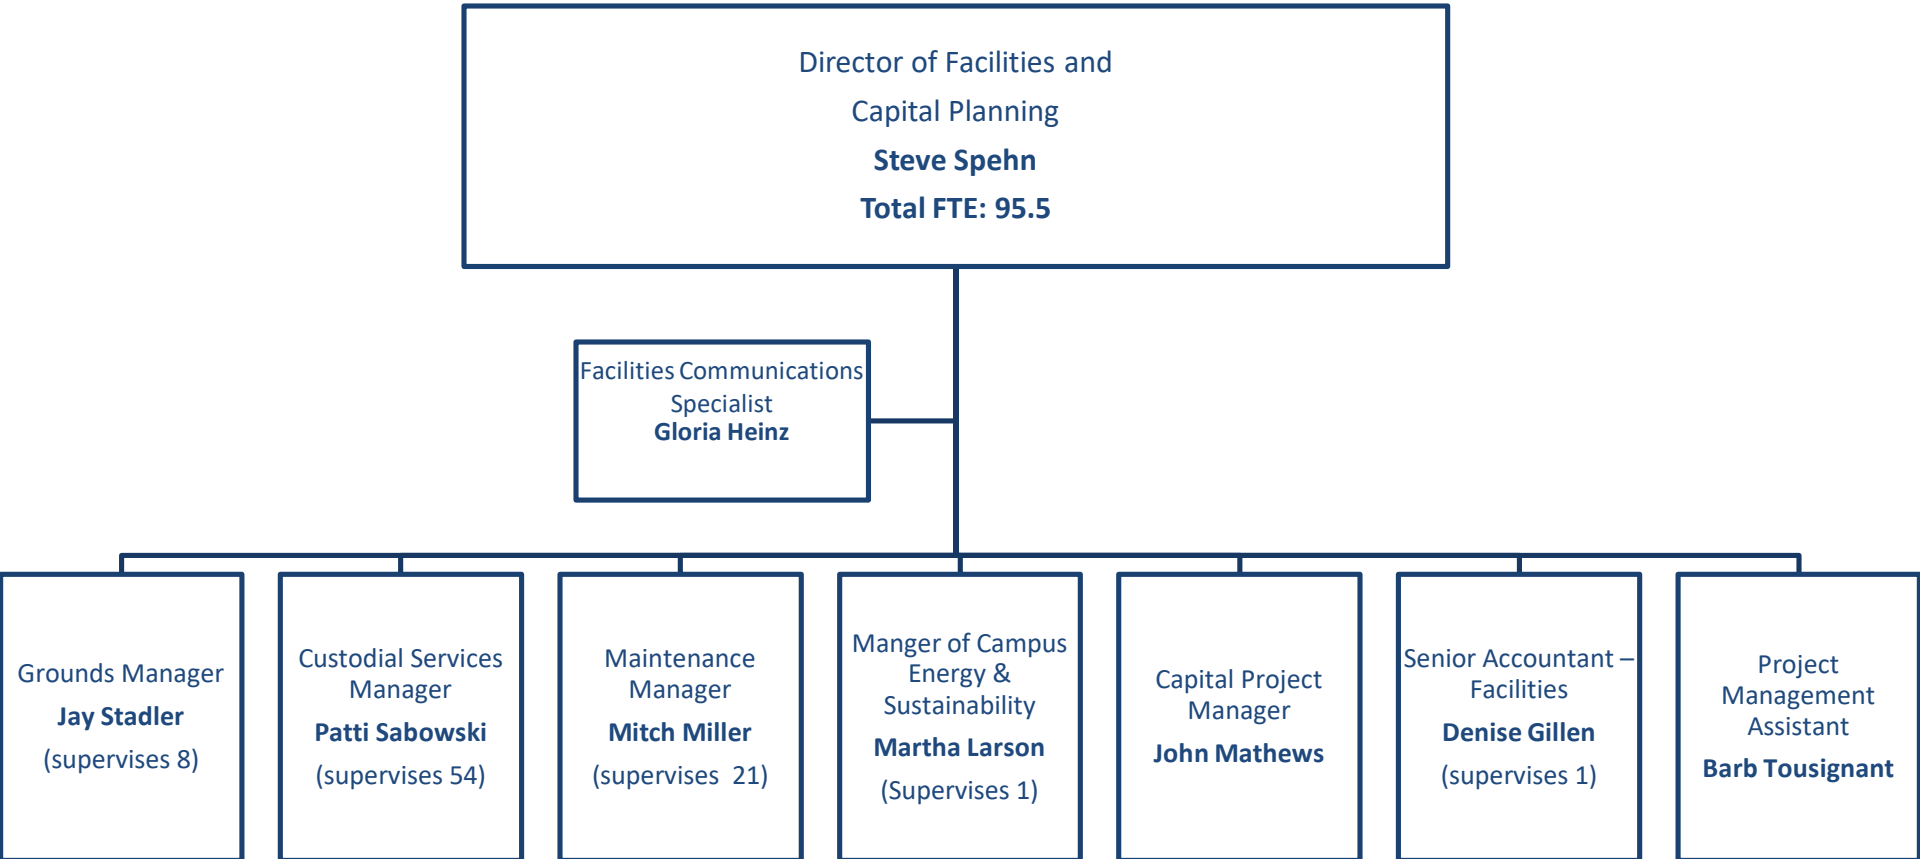 Director of Facilities and
Capital Planning
Steve Spehn
Total FTE: 95.5
Facilities Communications
Specialist
Gloria Heinz
Grounds Manager
Jay Stadler
(supervises 8)
Custodial Services
Manager
Patti Sabowski
(supervises 54)
Maintenance
Manager
Mitch Miller
(supervises 21)
Manger of Campus
Energy &
Sustainability
Martha Larson
(Supervises 1)
Capital Project
Manager
John Mathews
Senior Accountant –
Facilities
Denise Gillen
(supervises 1)
Project
Management
Assistant
Barb Tousignant